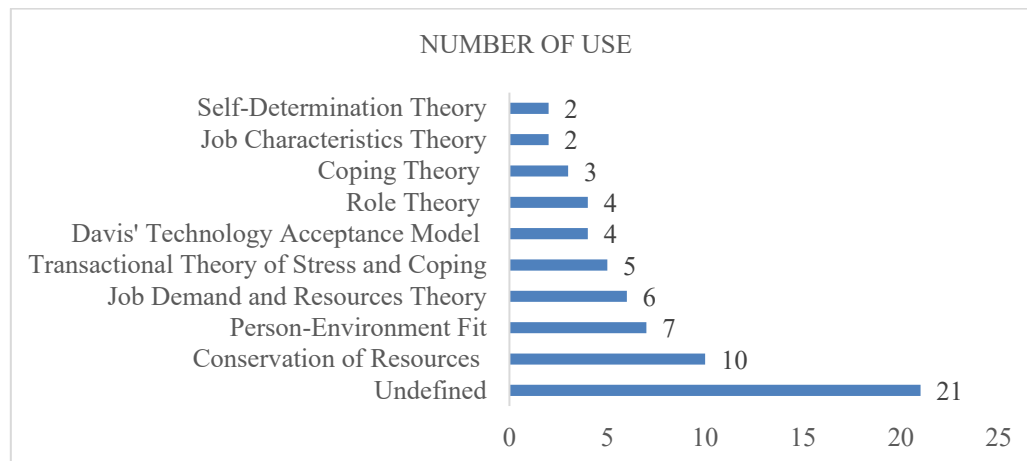 NUMBER OF USE
Self-Determination Theory 2
Job Characteristics Theory 2
Coping Theory 3
Role Theory 4
Davis' Technology Acceptance Model 4
Transactional Theory of Stress and Coping 5
Job Demand and Resources Theory 6
Person-Environment Fit 7
Conservation of Resources 10
Undefined 21
0 5 10 15 20 25